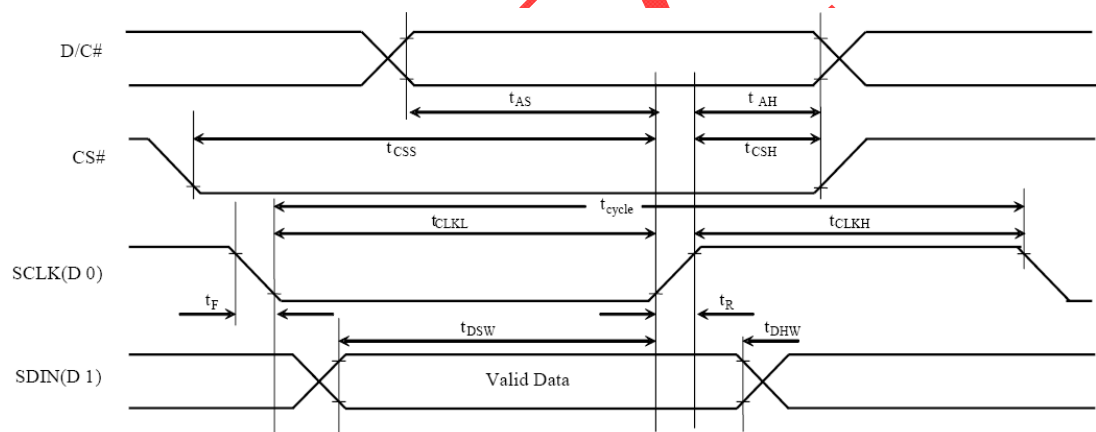 D/C#
tAS
t AH
tCSS
tCSH
CS#
tcycle
tCLKL
tCLKH
SCLK(D 0)
tF
tR
tDSW
tDHW
SDIN(D 1)
Valid Data